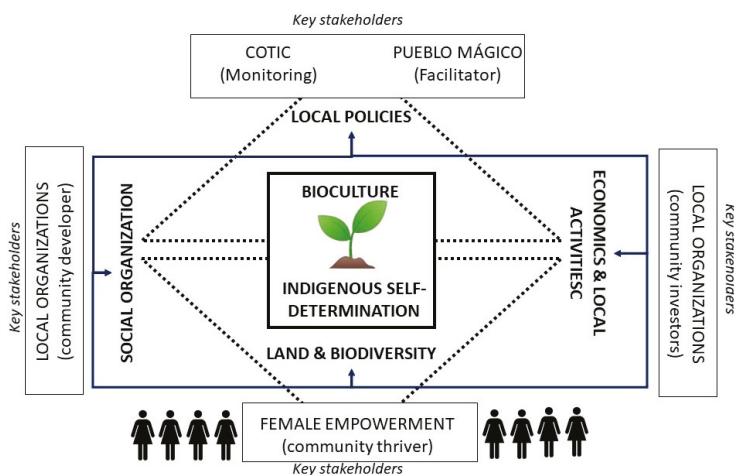 Key stakeholders
COTIC
(Monitoring)
PUEBLO MÁGICO
(Facilitator)
LOCAL POLICIES
Key stakeholders
LOCAL ORGANIZATIONS
(community developer)
SOCIAL ORGANIZATION
BIOCULTURE
INDIGENOUS SELF-
DETERMINATION
ECONOMICS & LOCAL
ACTIVITIESC
LOCAL ORGANIZATIONS
(community investors)
Key stakeholders
LAND & BIODIVERSITY
FEMALE EMPOWERMENT
(community thriver)
Key stakeholders